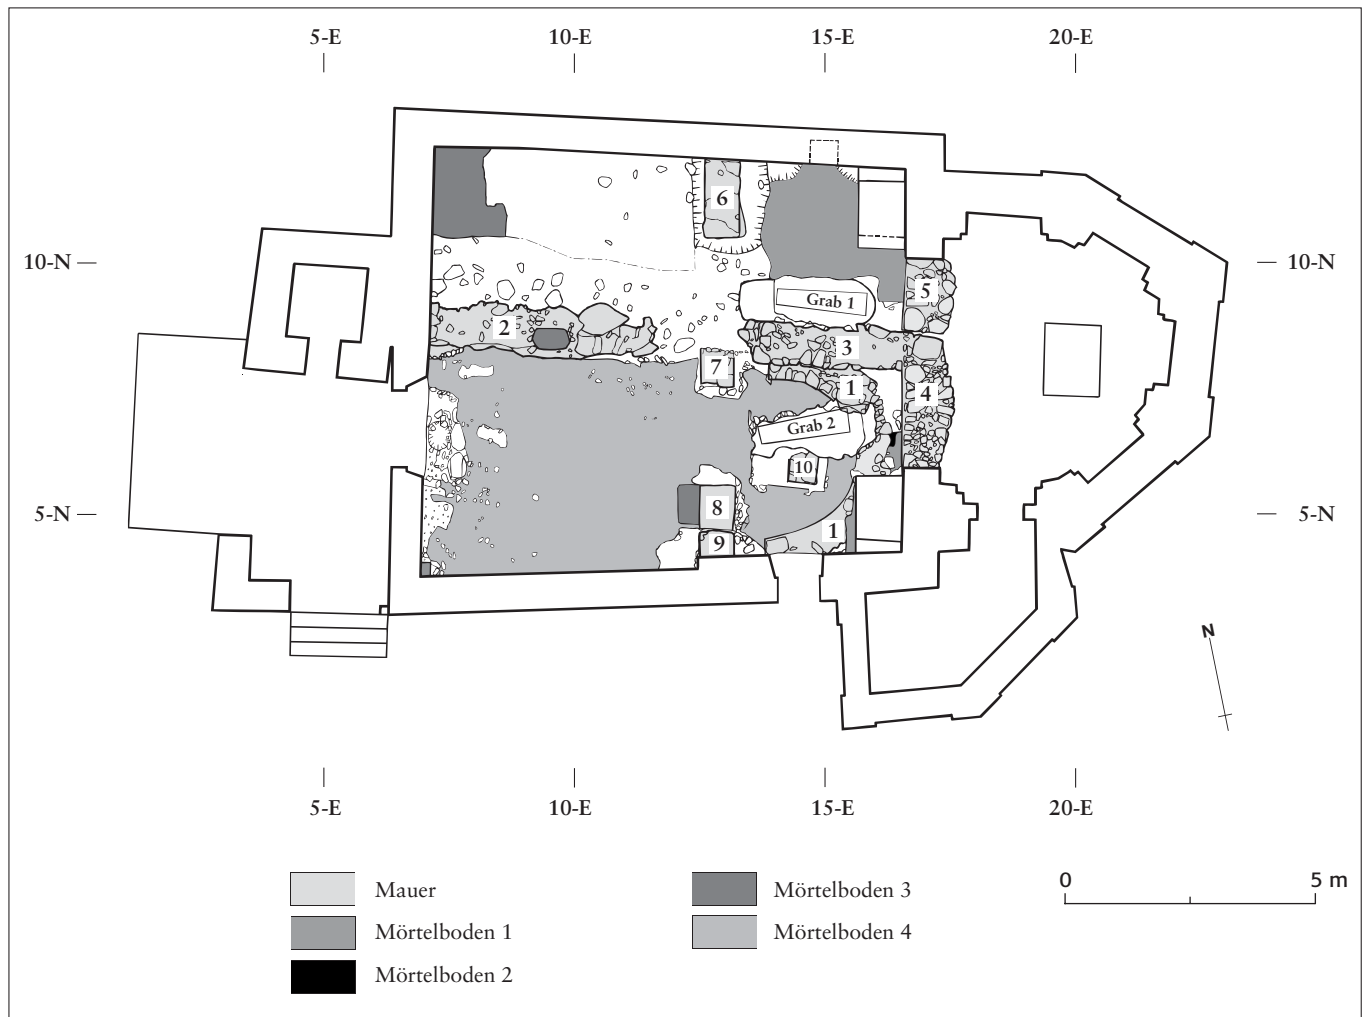 5-E 10-E 15-E 20-E
6
10-N 10-N
5
Grab 1
2
3
7
1
4
Grab 2
10
8
5-N 5-N
1
9
N
5-E 10-E 15-E 20-E
0 5 m
Mauer Mörtelboden 3
Mörtelboden 1 Mörtelboden 4
Mörtelboden 2